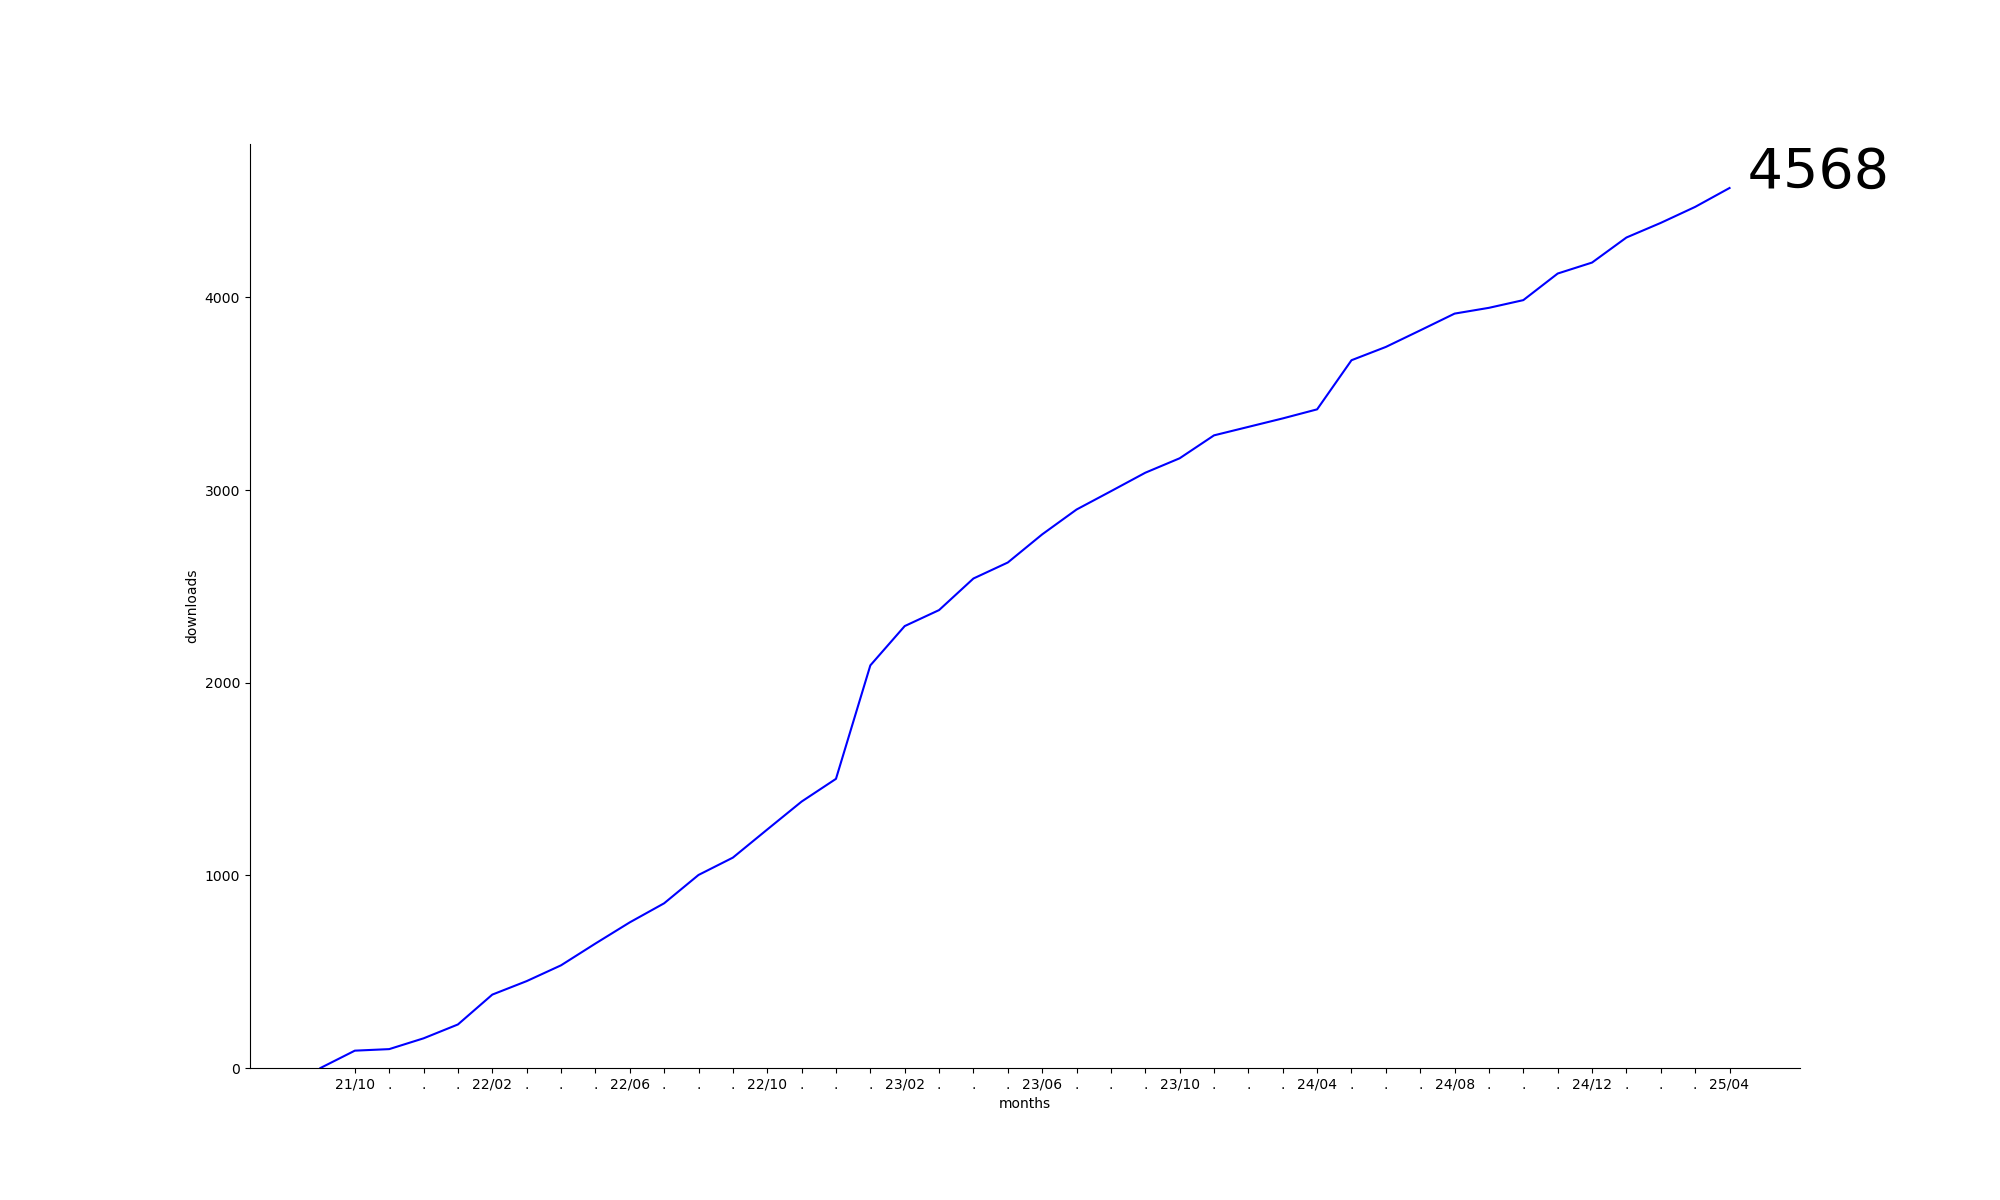 4568
4000
3000
2000
1000
0
downloads
21/10 . . . 22/02 . . . 22/06 . . . 22/10 . . . 23/02 . . . 23/06 . . . 23/10 . . . 24/04 . . . 24/08 . . . 24/12 . . . 25/04
months